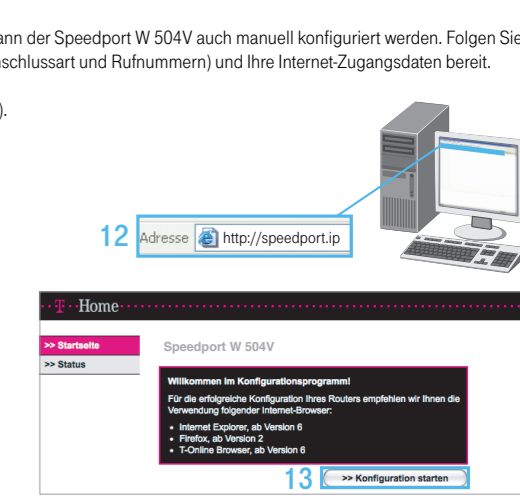 ann der Speedport W 504V auch manuell konfiguriert werden. Folgen Sie
nschlussart und Rufnummern) und Ihre Internet-Zugangsdaten bereit.
).
12 Adresse http://speedport.ip
··T··Home
>> Startseite
>> Status
Speedport W 504V
Willkommen im Konfigurationsprogramm!
Für die erfolgreiche Konfiguration Ihres Routers empfehlen wir Ihnen die
Verwendung folgender Internet-Browser:
• Internet Explorer, ab Version 6
• Firefox, ab Version 2
• T-Online Browser, ab Version 6
13 >> Konfiguration starten